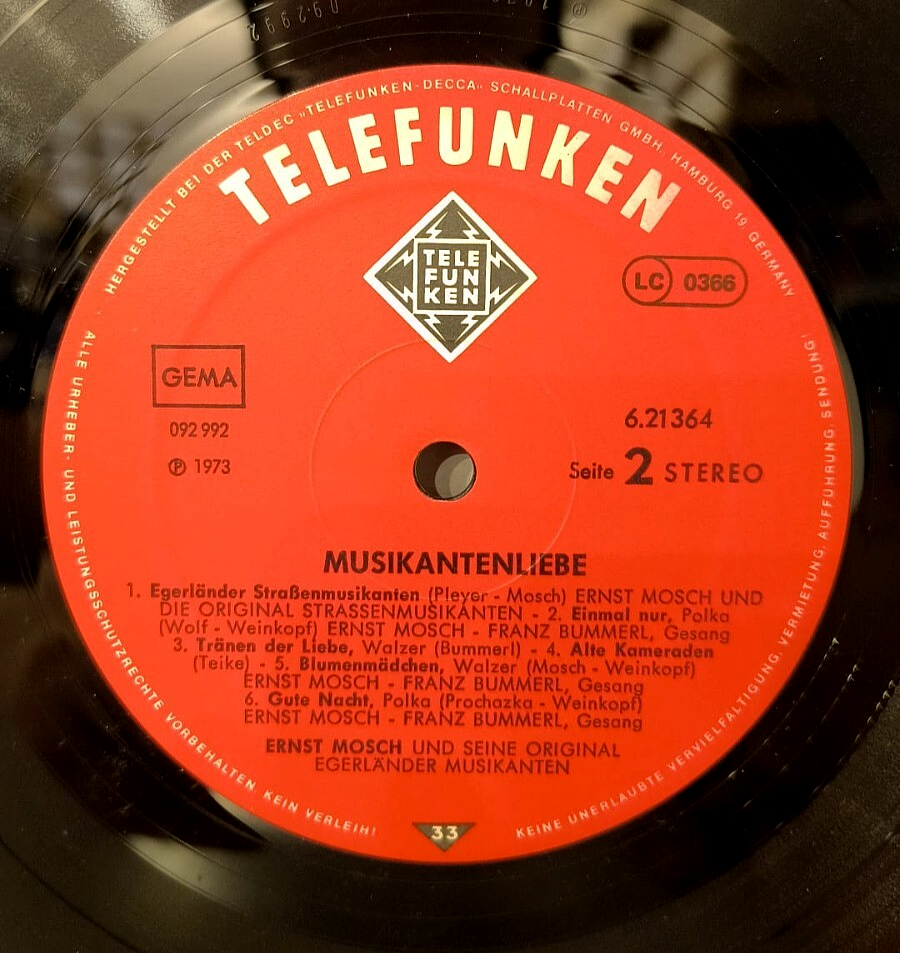 HERGESTELLT BEI DER TELDEC »TELEFUNKEN-DECCA« SCHALLPLATTEN GMBH., HAMBURG 19, GERMANY
TELEFUNKEN
TELE
FUN
KEN
LC 0366
GEMA
092 992
℗ 1973
6.21364
Seite 2 STEREO
MUSIKANTENLIEBE
1. Egerländer Straßenmusikanten (Pleyer - Mosch) ERNST MOSCH UND
DIE ORIGINAL STRASSENMUSIKANTEN - 2. Einmal nur, Polka
(Wolf - Weinkopf) ERNST MOSCH - FRANZ BUMMERL, Gesang
3. Tränen der Liebe, Walzer (Bummerl) - 4. Alte Kameraden
(Teike) - 5. Blumenmädchen, Walzer (Mosch - Weinkopf)
ERNST MOSCH - FRANZ BUMMERL, Gesang
6. Gute Nacht, Polka (Prochazka - Weinkopf)
ERNST MOSCH - FRANZ BUMMERL, Gesang
ERNST MOSCH UND SEINE ORIGINAL
EGERLÄNDER MUSIKANTEN
33
ALLE URHEBER- UND LEISTUNGSSCHUTZRECHTE VORBEHALTEN. KEIN VERLEIH!
KEINE UNERLAUBTE VERVIELFÄLTIGUNG, VERMIETUNG, AUFFÜHRUNG, SENDUNG!
092992